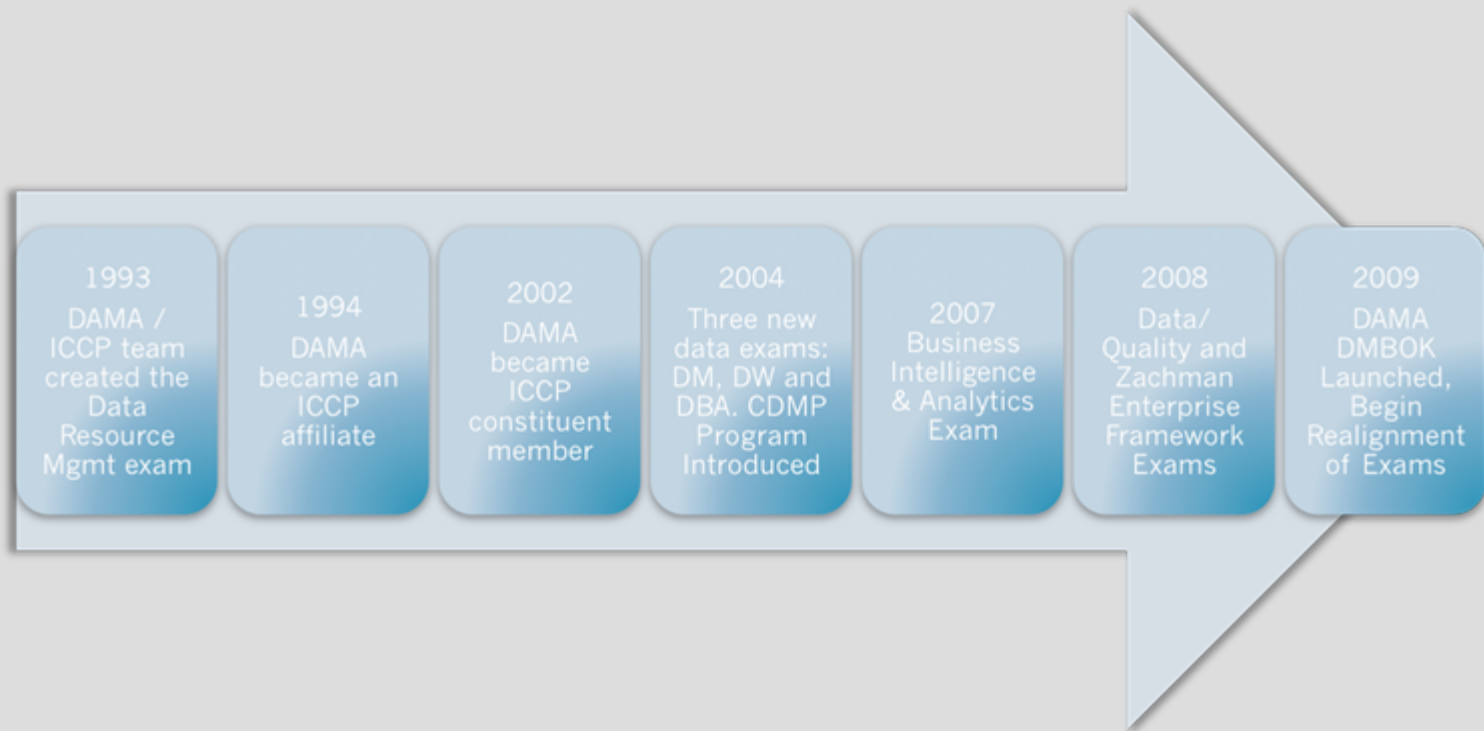 1993
DAMA /
ICCP team
created the
Data
Resource
Mgmt exam
1994
DAMA
became an
ICCP
affiliate
2002
DAMA
became
ICCP
constituent
member
2004
Three new
data exams:
DM, DW and
DBA. CDMP
Program
Introduced
2007
Business
Intelligence
& Analytics
Exam
2008
Data/
Quality and
Zachman
Enterprise
Framework
Exams
2009
DAMA
DMBOK
Launched,
Begin
Realignment
of Exams